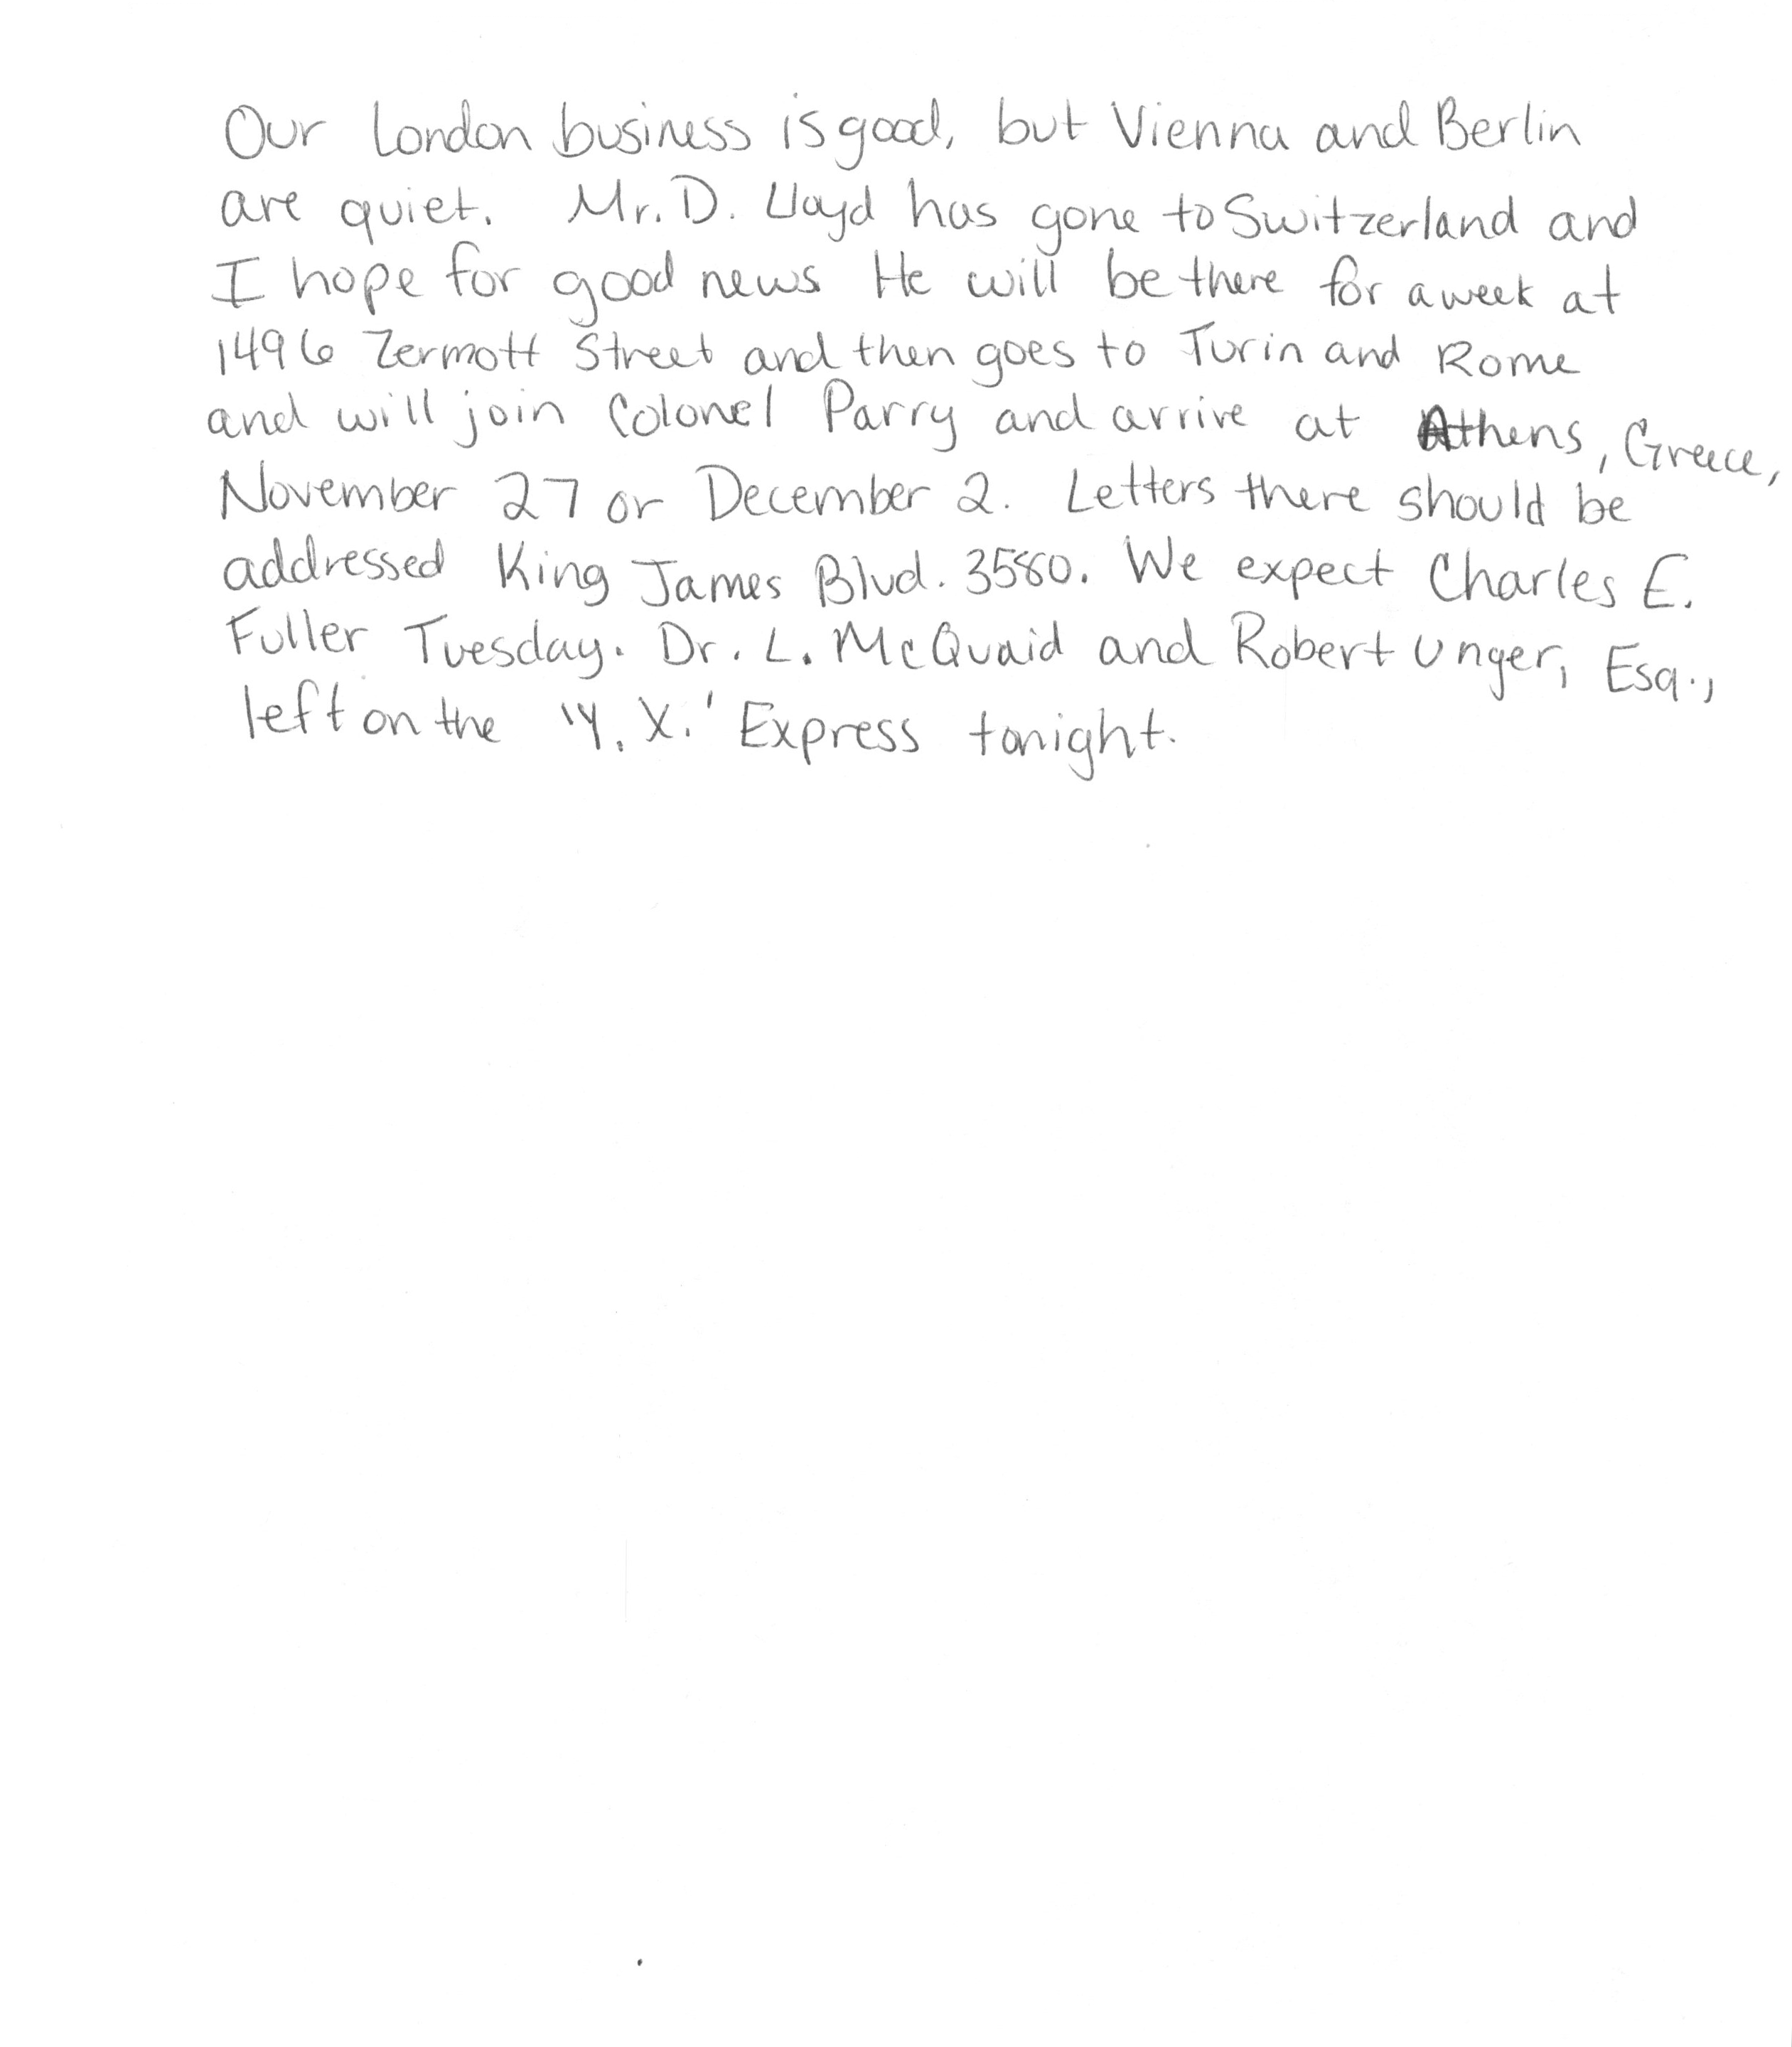 Our London business is good, but Vienna and Berlin
are quiet. Mr. D. Lloyd has gone to Switzerland and
I hope for good news He will be there for a week at
1496 Zermott Street and then goes to Turin and Rome
and will join Colonel Parry and arrive at Athens, Greece,
November 27 or December 2. Letters there should be
addressed King James Blvd. 3580. We expect Charles E.
Fuller Tuesday. Dr. L. McQuaid and Robert Unger, Esq.,
left on the 'Y. X.' Express tonight.